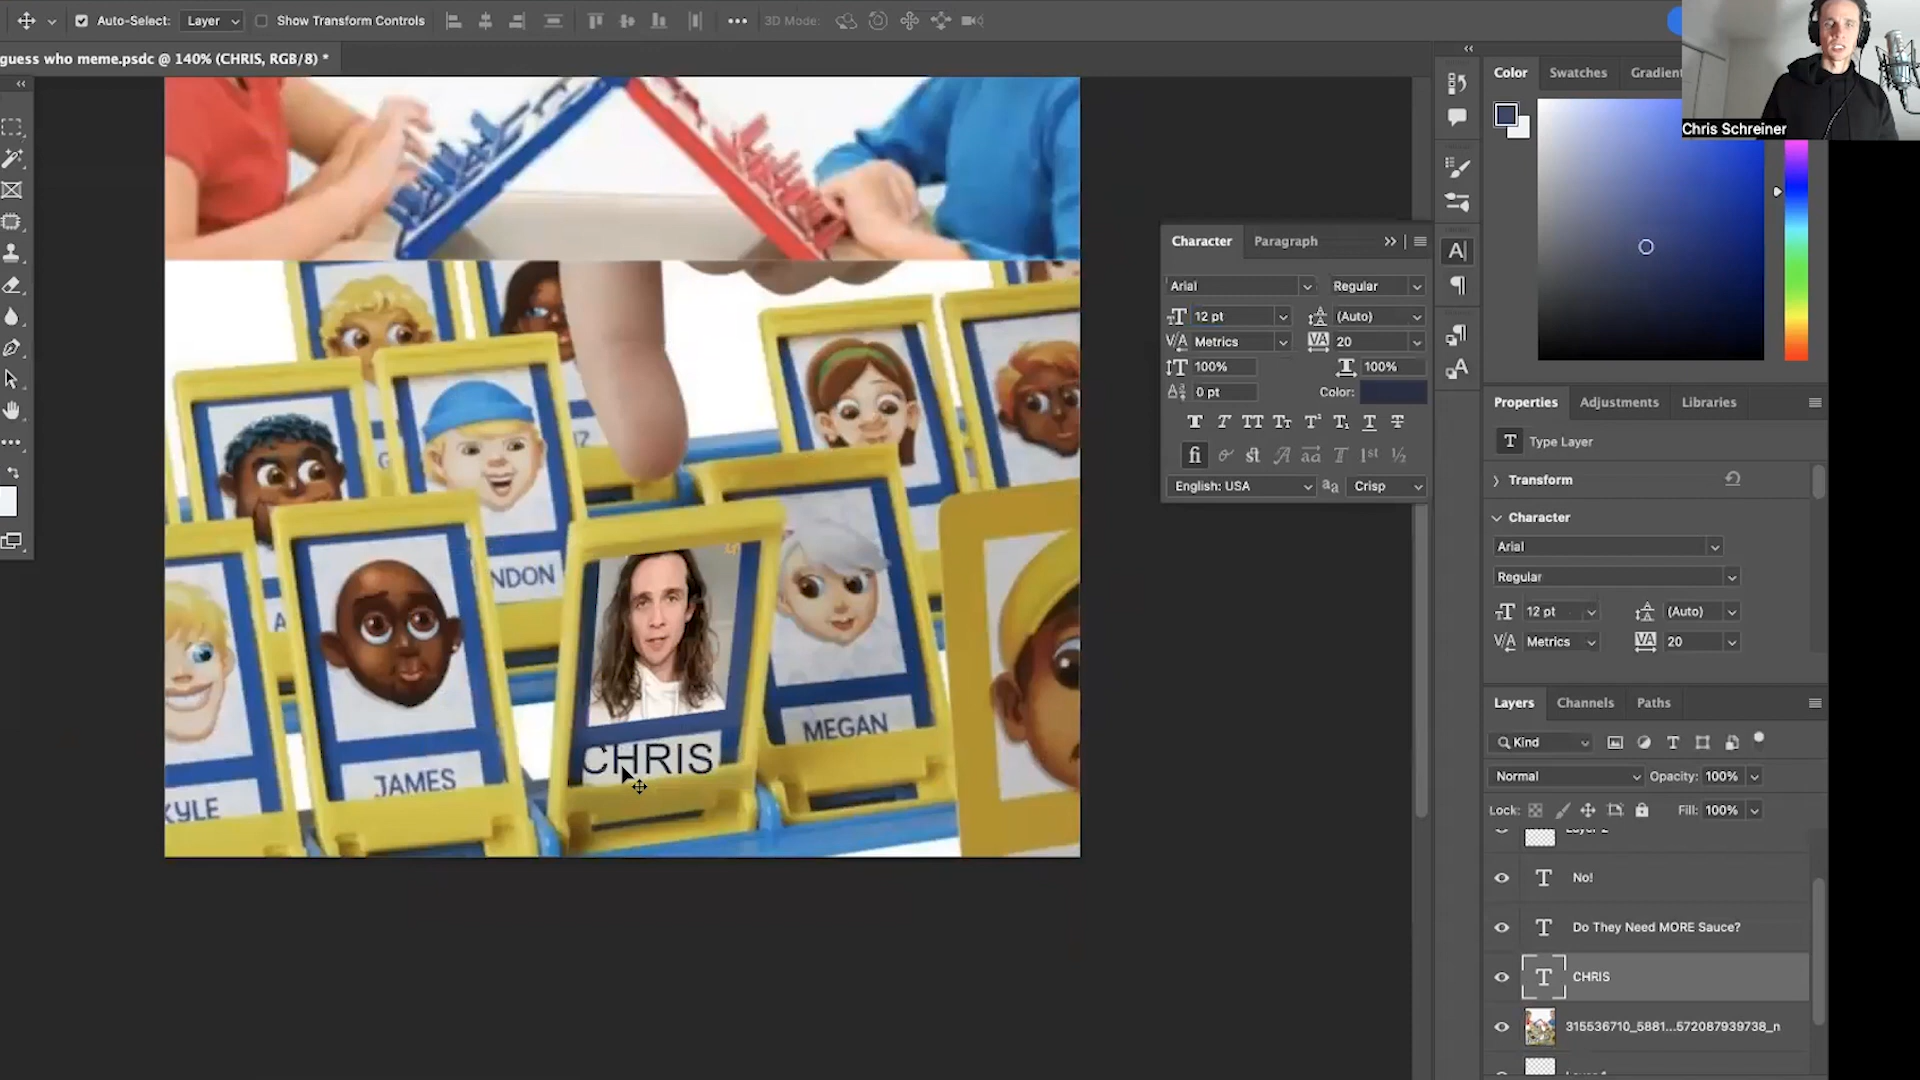 Auto-Select: Layer Show Transform Controls 3D Mode:
guess who meme.psdc @ 140% (CHRIS, RGB/8) *
Color Swatches Gradien
Chris Schreiner
Character Paragraph
Arial Regular
12 pt (Auto)
Metrics 20
100% 100%
0 pt Color:
English: USA Crisp
Properties Adjustments Libraries
Type Layer
Transform
Character
Arial
Regular
12 pt (Auto)
Metrics 20
NDON
MEGAN
CHRIS
JAMES
KYLE
Layers Channels Paths
Kind
Normal Opacity: 100%
Lock: Fill: 100%
No!
Do They Need MORE Sauce?
CHRIS
315536710_5881...572087939738_n